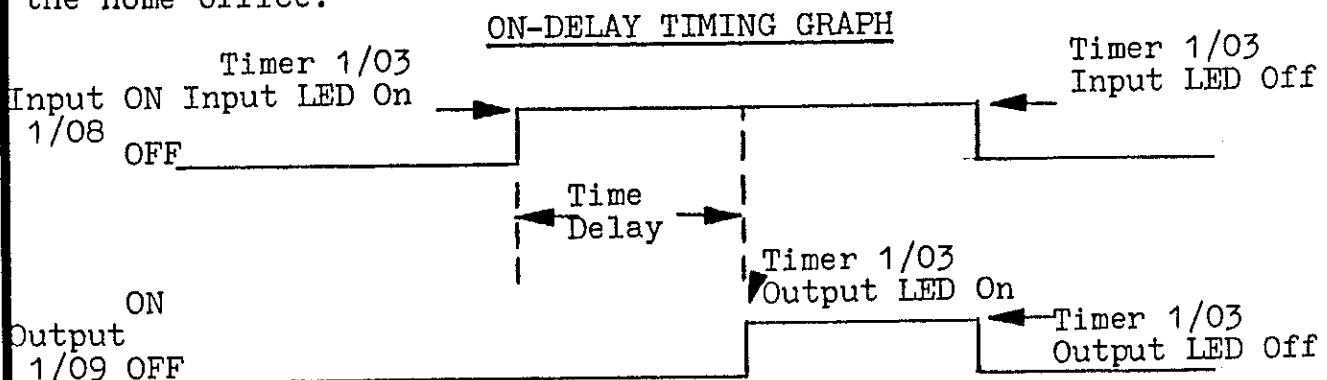 the Home Office.
ON-DELAY TIMING GRAPH
Timer 1/03
Input LED On
Timer 1/03
Input LED Off
Input ON
1/08
OFF
Time
Delay
Timer 1/03
Output LED On
ON
Output
1/09 OFF
Timer 1/03
Output LED Off